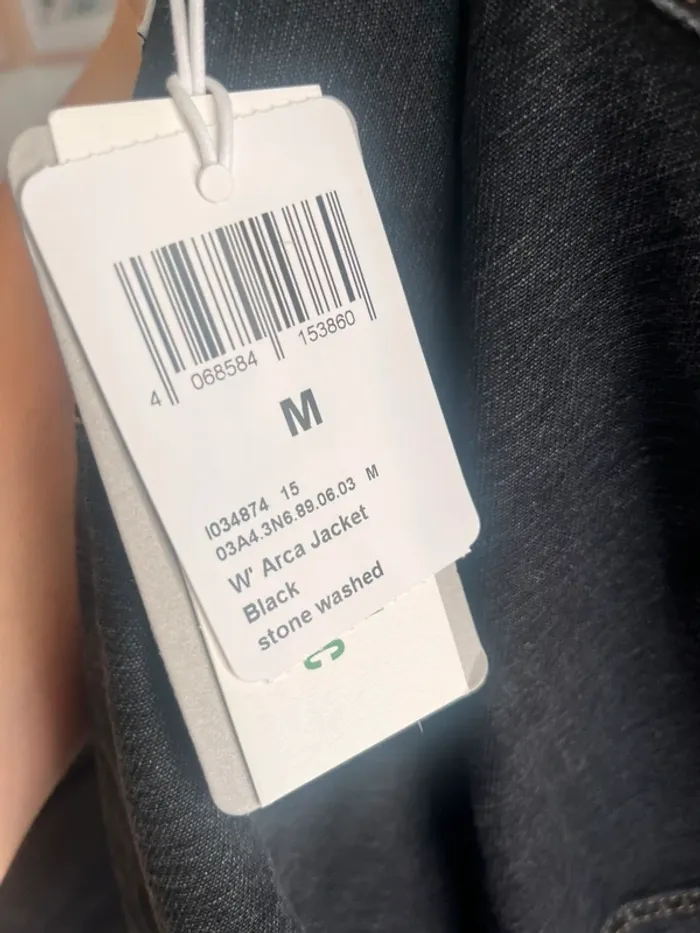 4 068584 153860
M
I034874 15
03A4.3N6.89.06.03 M
W' Arca Jacket
Black
stone washed